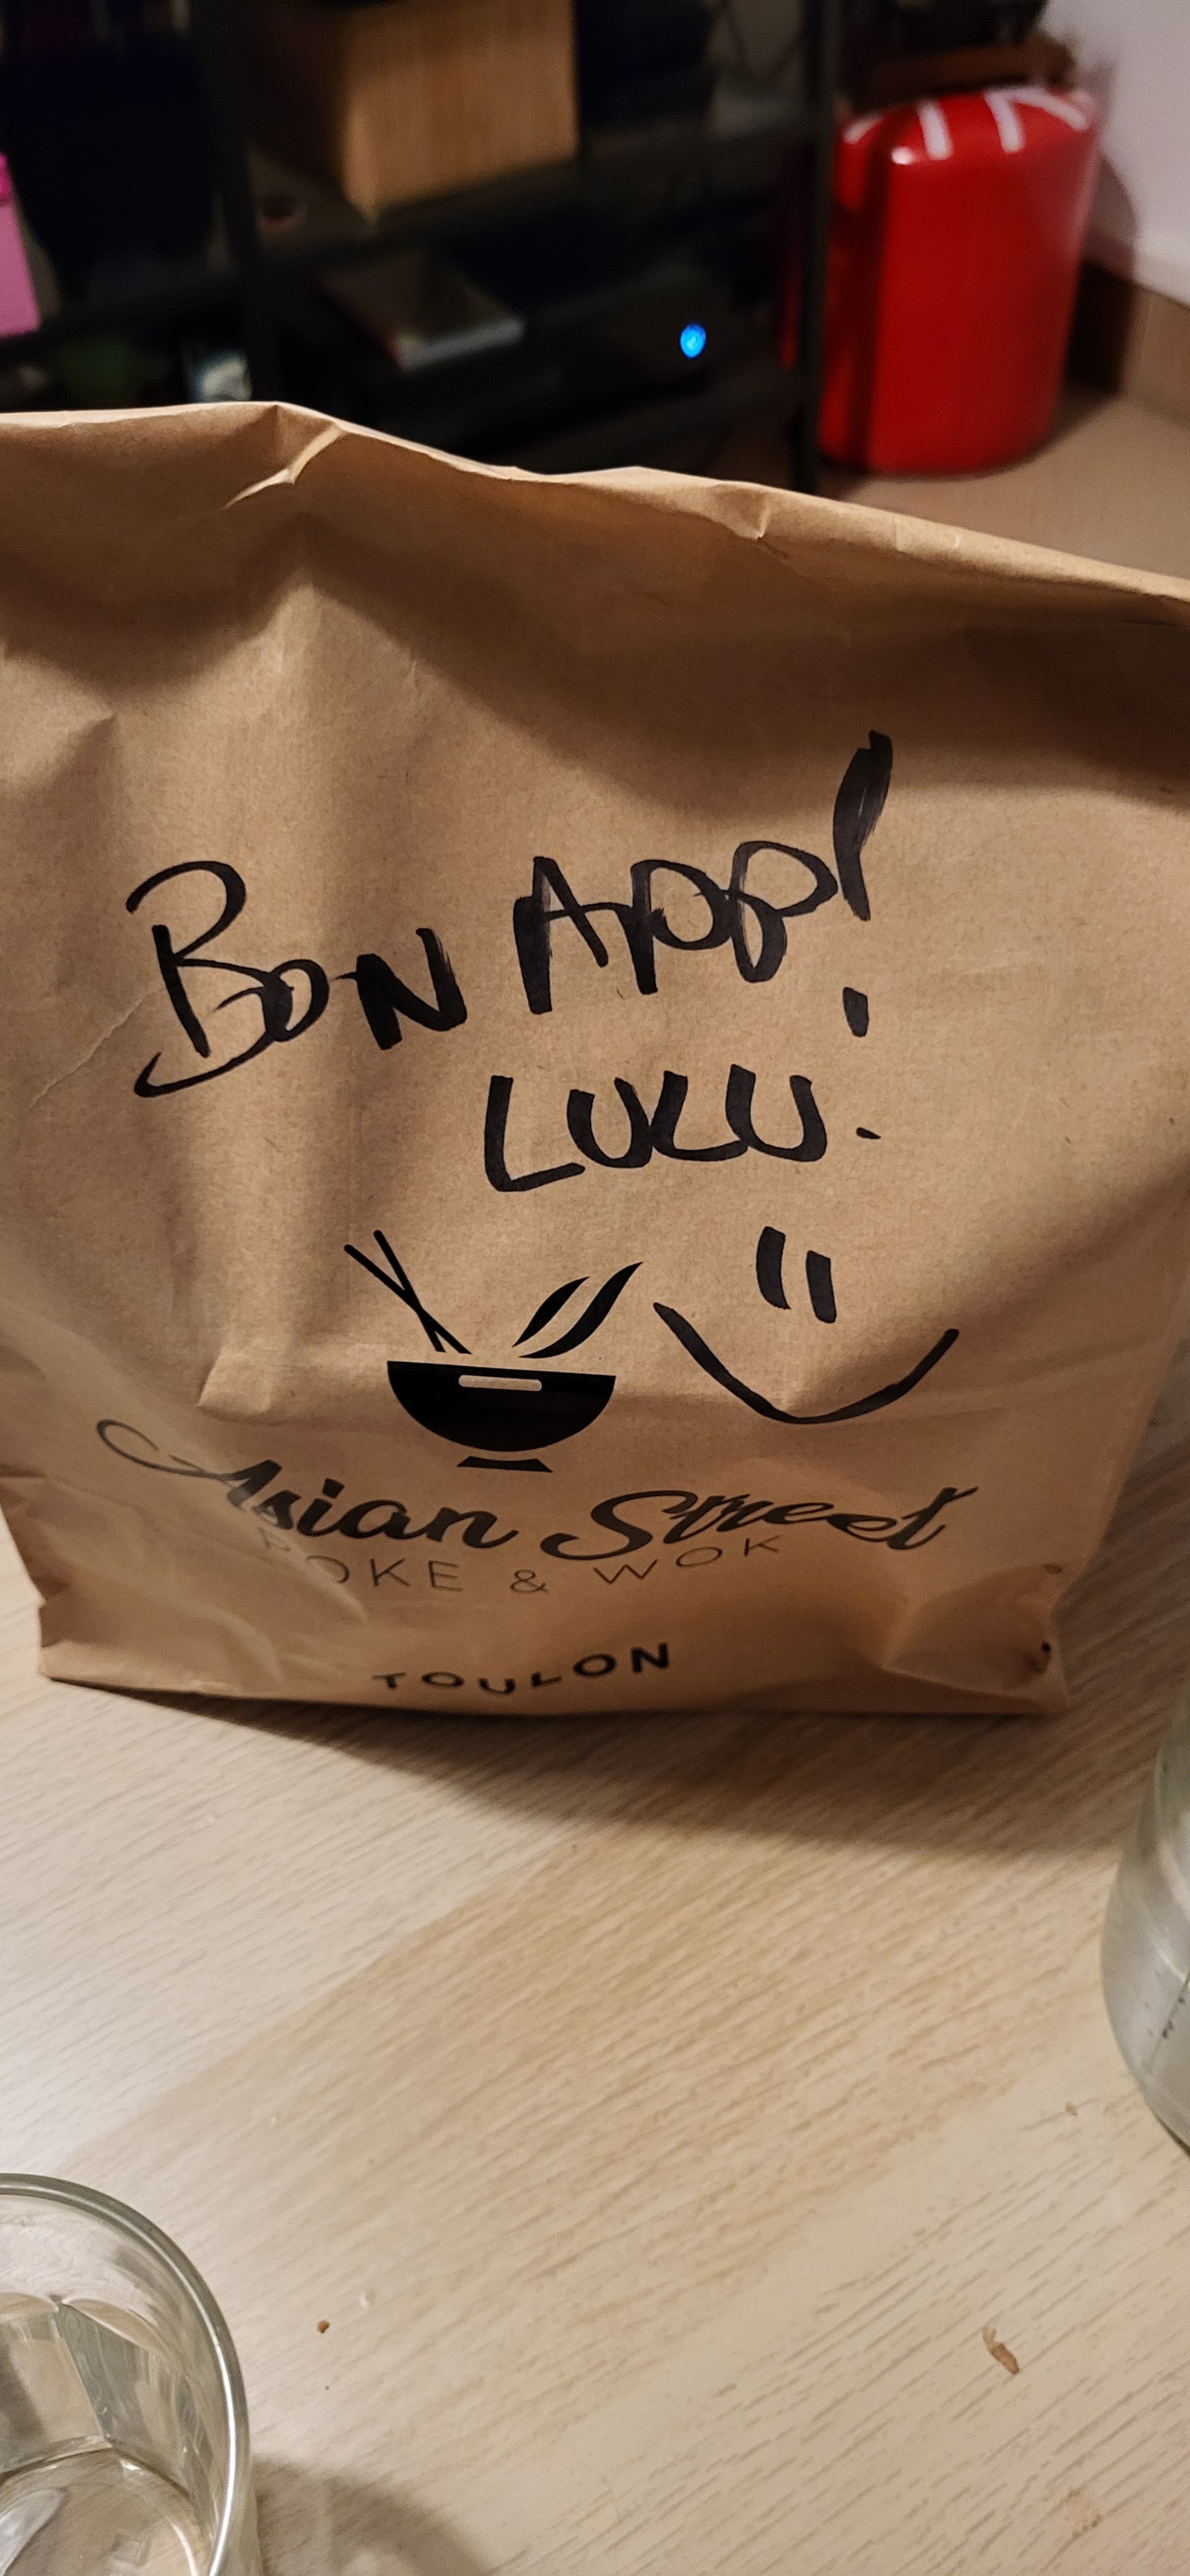 BON APP!
LULU.
Asian Street
POKE & WOK
TOULON